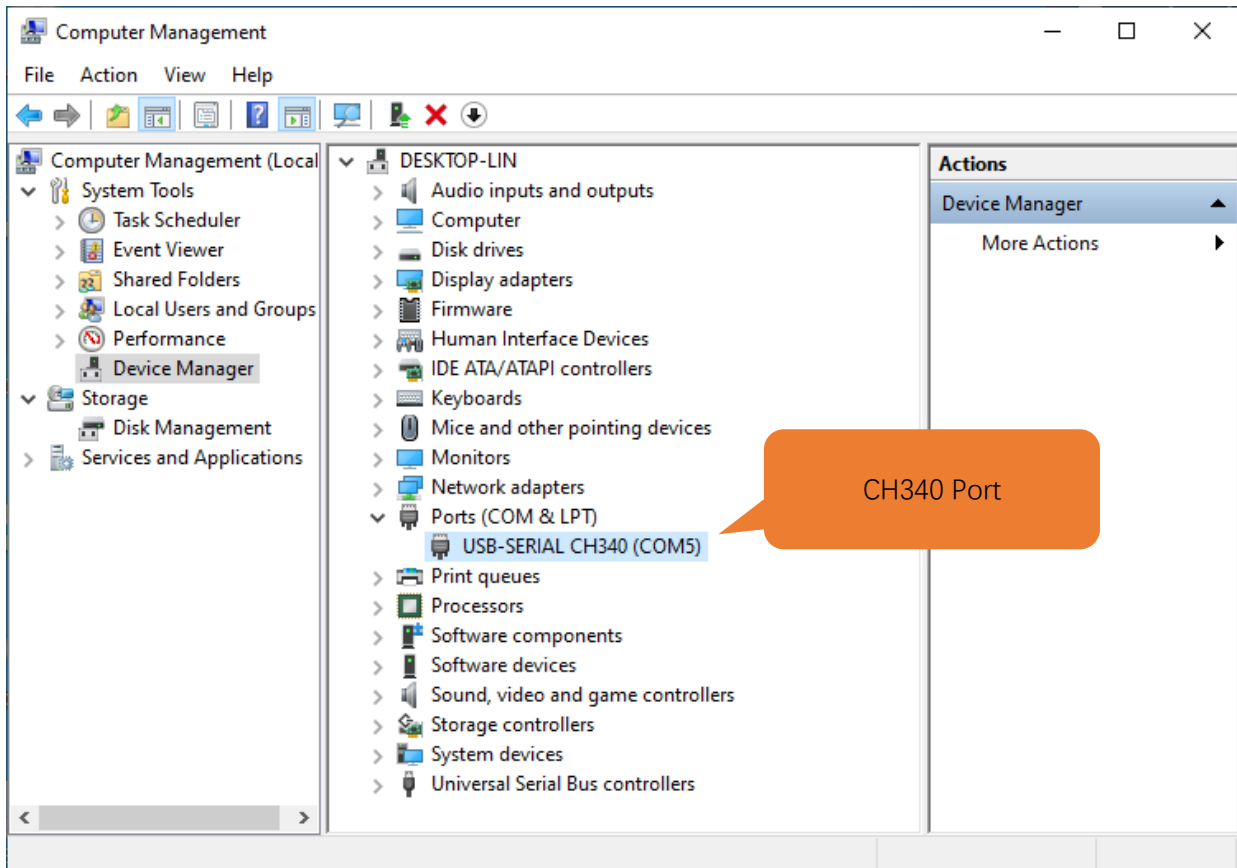 Computer Management
File Action View Help
Computer Management (Local
System Tools
Task Scheduler
Event Viewer
Shared Folders
Local Users and Groups
Performance
Device Manager
Storage
Disk Management
Services and Applications
DESKTOP-LIN
Audio inputs and outputs
Computer
Disk drives
Display adapters
Firmware
Human Interface Devices
IDE ATA/ATAPI controllers
Keyboards
Mice and other pointing devices
Monitors
Network adapters
Ports (COM & LPT)
USB-SERIAL CH340 (COM5)
Print queues
Processors
Software components
Software devices
Sound, video and game controllers
Storage controllers
System devices
Universal Serial Bus controllers
CH340 Port
Actions
Device Manager
More Actions